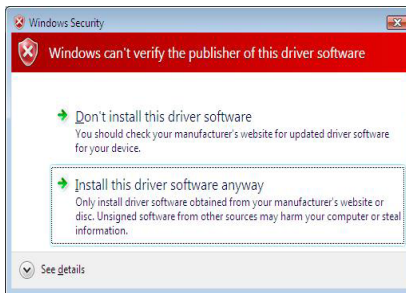 Windows Security
Windows can't verify the publisher of this driver software
Don't install this driver software
You should check your manufacturer's website for updated driver software
for your device.
Install this driver software anyway
Only install driver software obtained from your manufacturer's website or
disc. Unsigned software from other sources may harm your computer or steal
information.
See details